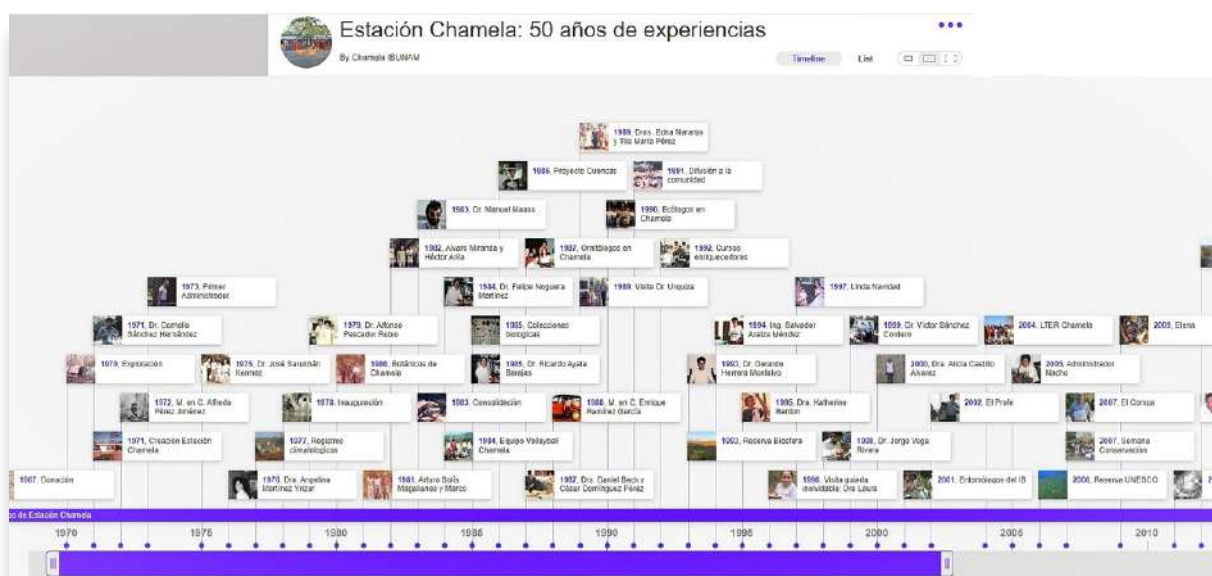 Estación Chamela: 50 años de experiencias
By Chamela IBUNAM
Timeline
List
1989, Dras. Edna Naranjo
y Tila María Pérez
1986, Proyecto Cuencas
1991, Difusión a la
comunidad
1983, Dr. Manuel Maass
1990, Ecólogos en
Chamela
1982, Alvaro Miranda y
Héctor Arita
1987, Ornitólogos en
Chamela
1992, Cursos
enriquecedores
1973, Primer
Administrador
1984, Dr. Felipe Noguera
Martínez
1989, Visita Dr. Urquiza
1997, Linda Navidad
1971, Dr. Cornelio
Sánchez Hernández
1979, Dr. Alfonso
Pescador Rubio
1985, Colecciones
biológicas
1994, Ing. Salvador
Araiza Méndez
1999, Dr. Víctor Sánchez
Cordero
2004, LTER Chamela
2009, Elena
1970, Exploración
1975, Dr. José Sarukhán
Kermez
1980, Botánicos de
Chamela
1985, Dr. Ricardo Ayala
Barajas
1993, Dr. Gerardo
Herrera Montalvo
2000, Dra. Alicia Castillo
Álvarez
2005, Administrador
Nacho
1972, M. en C. Alfredo
Pérez Jiménez
1978, Inauguración
1983, Consolidación
1988, M. en C. Enrique
Ramírez García
1995, Dra. Katherine
Renton
2002, El Profe
2007, El Compa
1971, Creación Estación
Chamela
1977, Registros
climatológicos
1984, Equipo Volleyball
Chamela
1993, Reserva Biosfera
1998, Dr. Jorge Vega
Rivera
2007, Semana
Conservación
1967, Donación
1976, Dra. Angelina
Martínez Yrízar
1981, Arturo Solís
Magallanes y Marco
1987, Drs. Daniel Beck y
César Domínguez Pérez
1996, Visita guiada
inolvidable: Dra Laura
2001, Entomólogos del IB
2006, Reserva UNESCO
os de Estación Chamela
1970 1975 1980 1985 1990 1995 2000 2005 2010